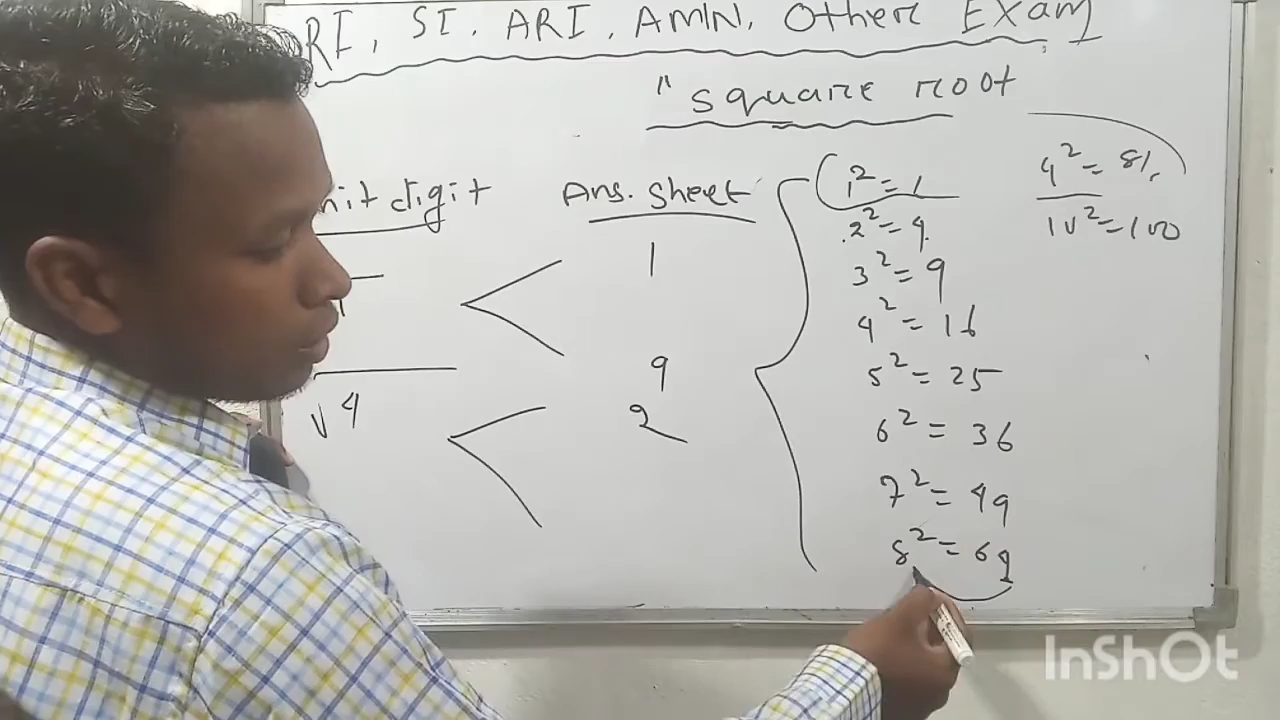 RI, SI, ARI, AMIN, Other Exam
" square root
nit digit
Ans. Sheet
1
9
√4
2
1² = 1
2² = 4
3² = 9
4² = 16
5² = 25
6² = 36
7² = 49
8² = 64
9² = 81
10² = 100
InShOt